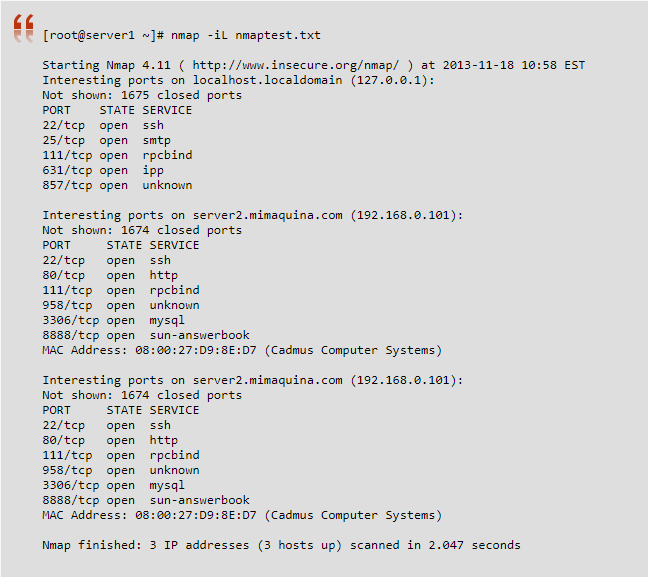 [root@server1 ~]# nmap -iL nmaptest.txt
Starting Nmap 4.11 ( http://www.insecure.org/nmap/ ) at 2013-11-18 10:58 EST
Interesting ports on localhost.localdomain (127.0.0.1):
Not shown: 1675 closed ports
PORT    STATE SERVICE
22/tcp  open  ssh
25/tcp  open  smtp
111/tcp open  rpcbind
631/tcp open  ipp
857/tcp open  unknown
Interesting ports on server2.mimaquina.com (192.168.0.101):
Not shown: 1674 closed ports
PORT     STATE SERVICE
22/tcp   open  ssh
80/tcp   open  http
111/tcp  open  rpcbind
958/tcp  open  unknown
3306/tcp open  mysql
8888/tcp open  sun-answerbook
MAC Address: 08:00:27:D9:8E:D7 (Cadmus Computer Systems)
Interesting ports on server2.mimaquina.com (192.168.0.101):
Not shown: 1674 closed ports
PORT     STATE SERVICE
22/tcp   open  ssh
80/tcp   open  http
111/tcp  open  rpcbind
958/tcp  open  unknown
3306/tcp open  mysql
8888/tcp open  sun-answerbook
MAC Address: 08:00:27:D9:8E:D7 (Cadmus Computer Systems)
Nmap finished: 3 IP addresses (3 hosts up) scanned in 2.047 seconds